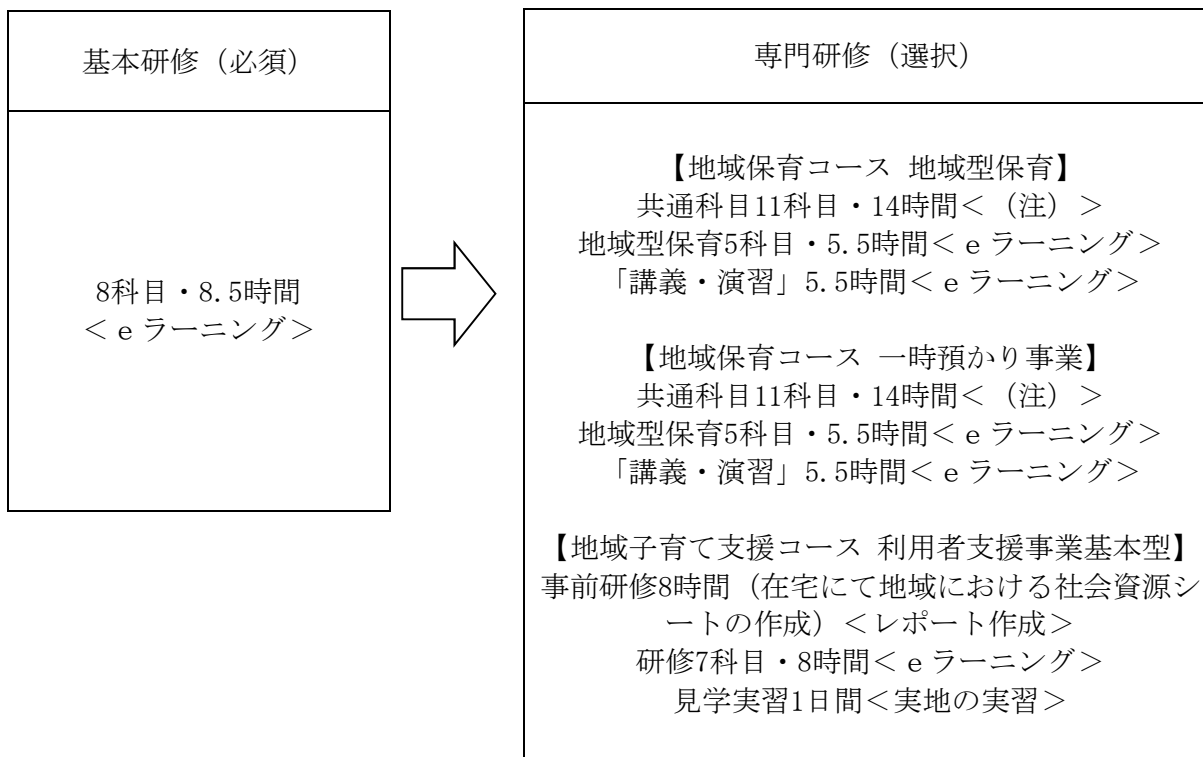 基本研修（必須）
8科目・8.5時間
＜ｅラーニング＞
専門研修（選択）
【地域保育コース 地域型保育】
共通科目11科目・14時間＜（注）＞
地域型保育5科目・5.5時間＜ｅラーニング＞
「講義・演習」5.5時間＜ｅラーニング＞
【地域保育コース 一時預かり事業】
共通科目11科目・14時間＜（注）＞
地域型保育5科目・5.5時間＜ｅラーニング＞
「講義・演習」5.5時間＜ｅラーニング＞
【地域子育て支援コース 利用者支援事業基本型】
事前研修8時間（在宅にて地域における社会資源シ
ートの作成）＜レポート作成＞
研修7科目・8時間＜ｅラーニング＞
見学実習1日間＜実地の実習＞